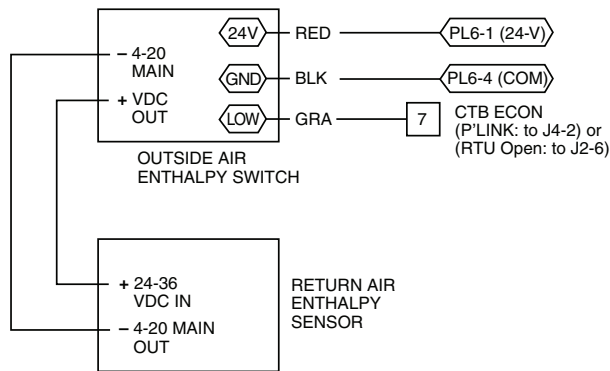 24V RED PL6-1 (24-V)
– 4-20
MAIN
GND BLK PL6-4 (COM)
+ VDC
OUT
LOW GRA 7 CTB ECON
(P'LINK: to J4-2) or
(RTU Open: to J2-6)
OUTSIDE AIR
ENTHALPY SWITCH
+ 24-36
VDC IN
– 4-20 MAIN
OUT
RETURN AIR
ENTHALPY
SENSOR